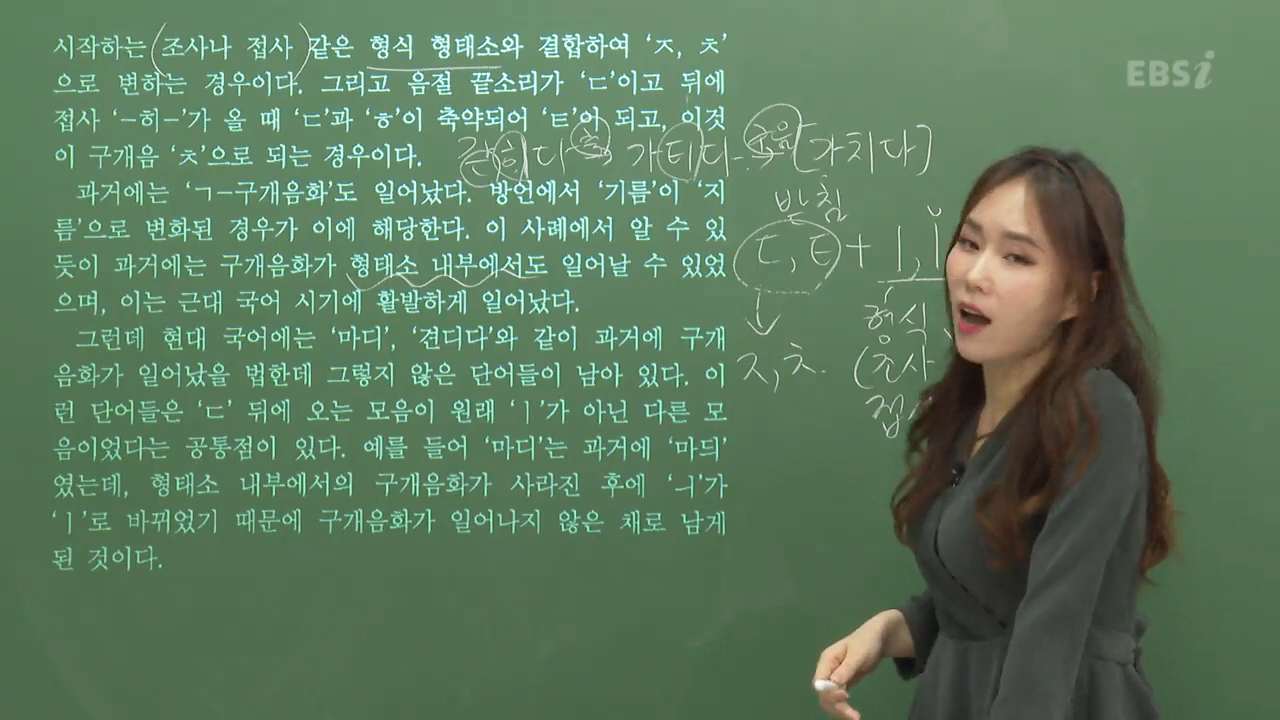 시작하는 (조사나 접사) 같은 형식 형태소와 결합하여 ‘ㅈ, ㅊ’
으로 변하는 경우이다. 그리고 음절 끝소리가 ‘ㄷ’이고 뒤에
접사 ‘-히-’가 올 때 ‘ㄷ’과 ‘ㅎ’이 축약되어 ‘ㅌ’이 되고, 이것
이 구개음 ‘ㅊ’으로 되는 경우이다.
과거에는 ‘ㄱ-구개음화’도 일어났다. 방언에서 ‘기름’이 ‘지
름’으로 변화된 경우가 이에 해당한다. 이 사례에서 알 수 있
듯이 과거에는 구개음화가 형태소 내부에서도 일어날 수 있었
으며, 이는 근대 국어 시기에 활발하게 일어났다.
그런데 현대 국어에는 ‘마디’, ‘견디다’와 같이 과거에 구개
음화가 일어났을 법한데 그렇지 않은 단어들이 남아 있다. 이
런 단어들은 ‘ㄷ’ 뒤에 오는 모음이 원래 ‘ㅣ’가 아닌 다른 모
음이었다는 공통점이 있다. 예를 들어 ‘마디’는 과거에 ‘마듸’
였는데, 형태소 내부에서의 구개음화가 사라진 후에 ‘ㅢ’가
‘ㅣ’로 바뀌었기 때문에 구개음화가 일어나지 않은 채로 남게
된 것이다.
EBSi
갇히다 가티다 [가치다]
받침
ㄷ, ㅌ + ㅣ, ㅣ̆
↓
ㅈ, ㅊ.
형식
(조사